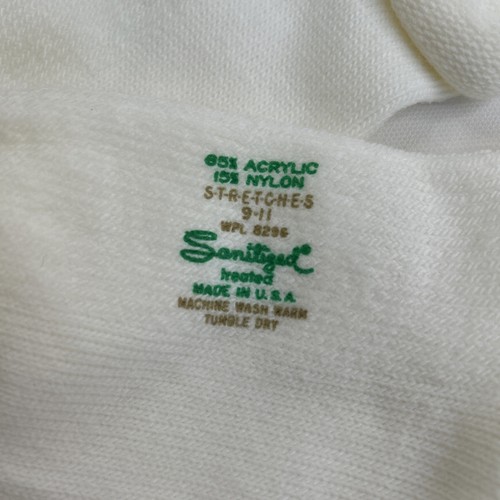 85% ACRYLIC
15% NYLON
S-T-R-E-T-C-H-E-S
9-11
WPL 8296
Sanitized®
treated
MADE IN U.S.A.
MACHINE WASH WARM
TUMBLE DRY